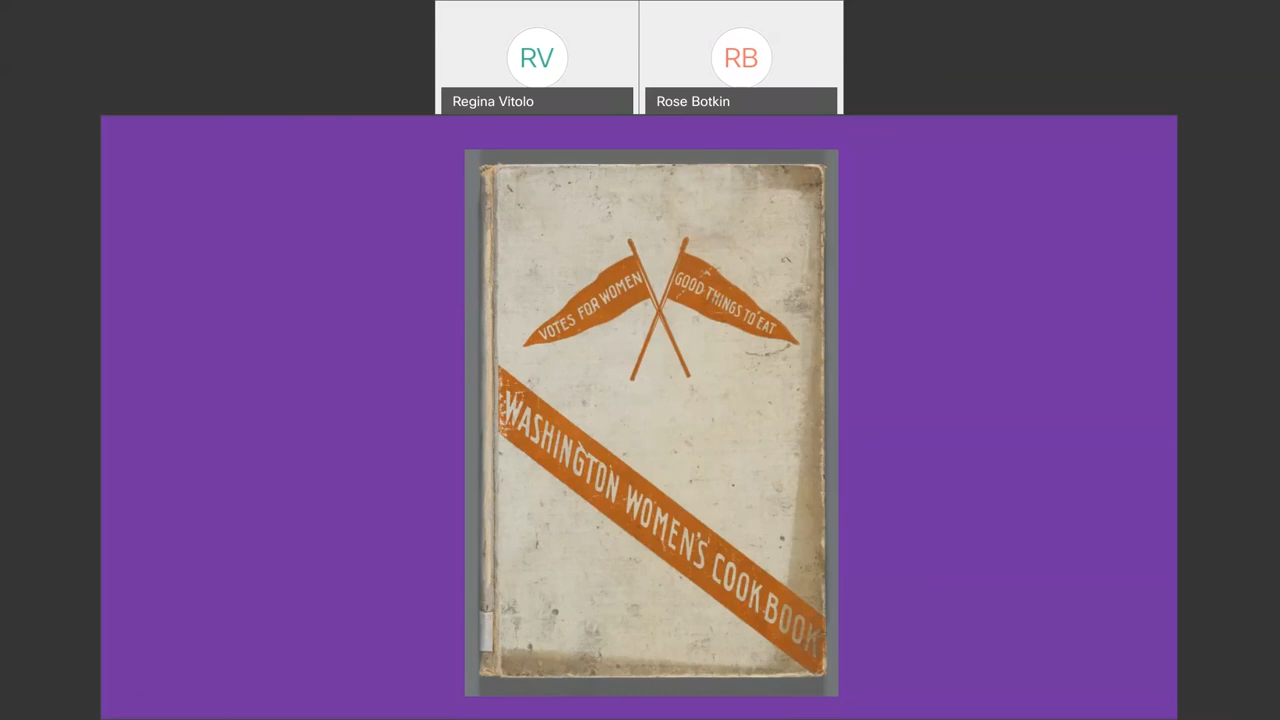 RV
RB
Regina Vitolo
Rose Botkin
VOTES FOR WOMEN
GOOD THINGS TO EAT
WASHINGTON WOMEN'S COOK BOOK